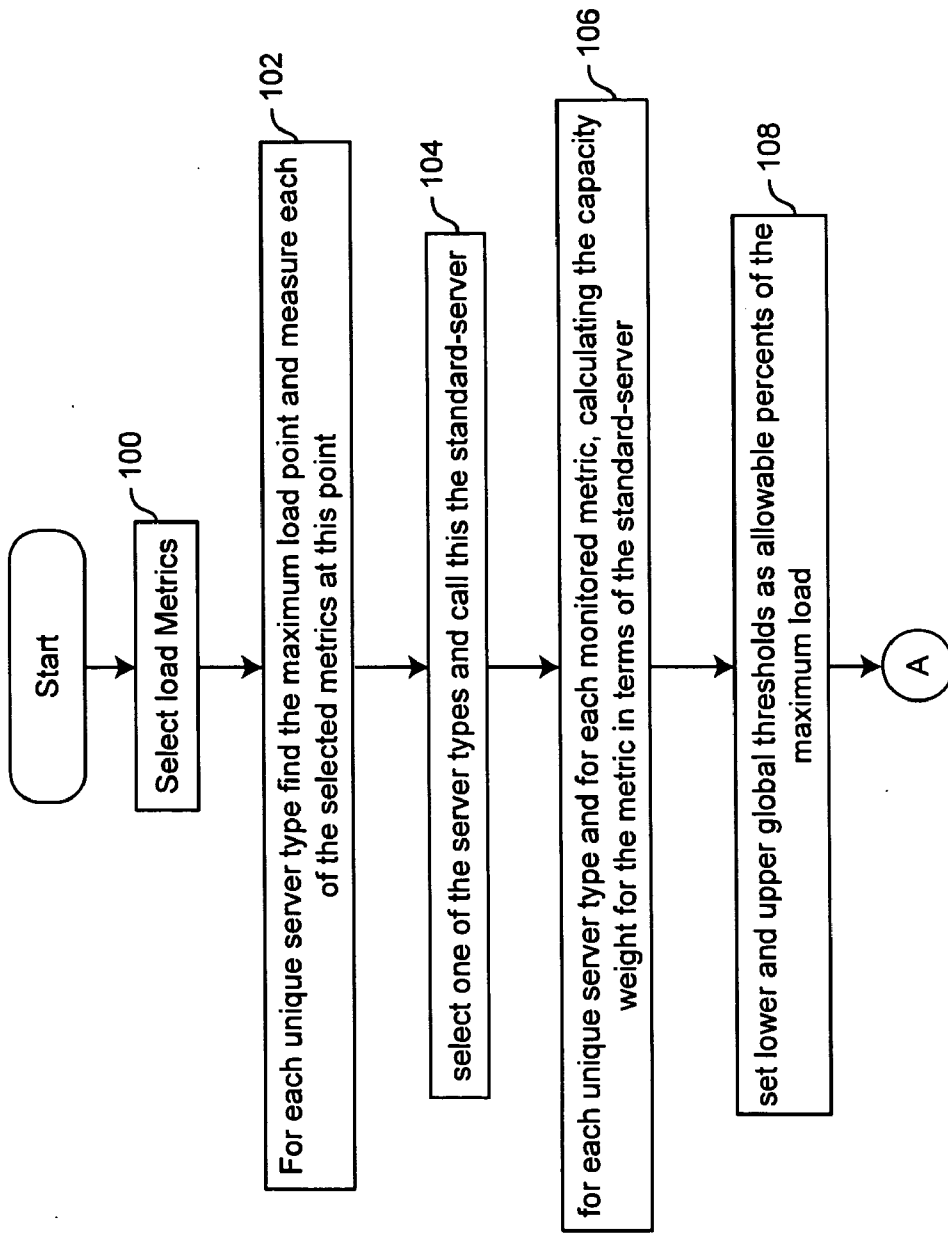 Start
Select load Metrics
100
For each unique server type find the maximum load point and measure each
of the selected metrics at this point
102
select one of the server types and call this the standard-server
104
for each unique server type and for each monitored metric, calculating the capacity
weight for the metric in terms of the standard-server
106
set lower and upper global thresholds as allowable percents of the
maximum load
108
A